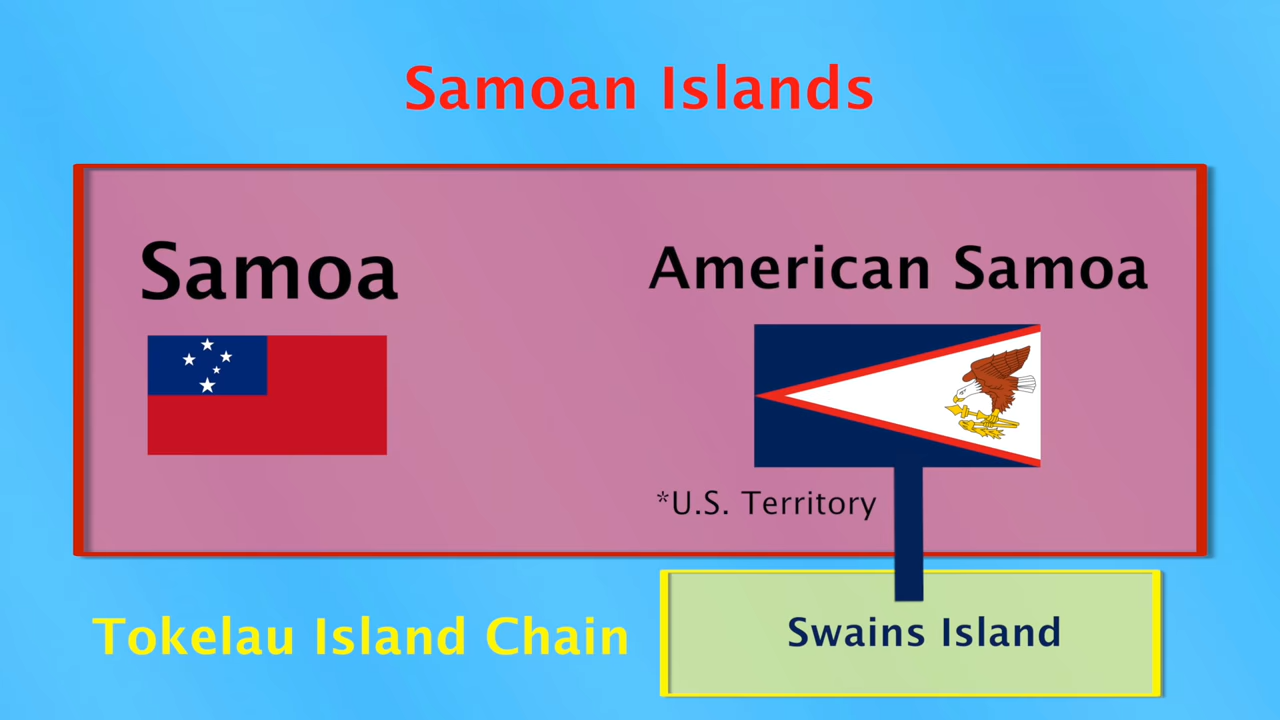 Samoan Islands
Samoa
American Samoa
*U.S. Territory
Tokelau Island Chain
Swains Island